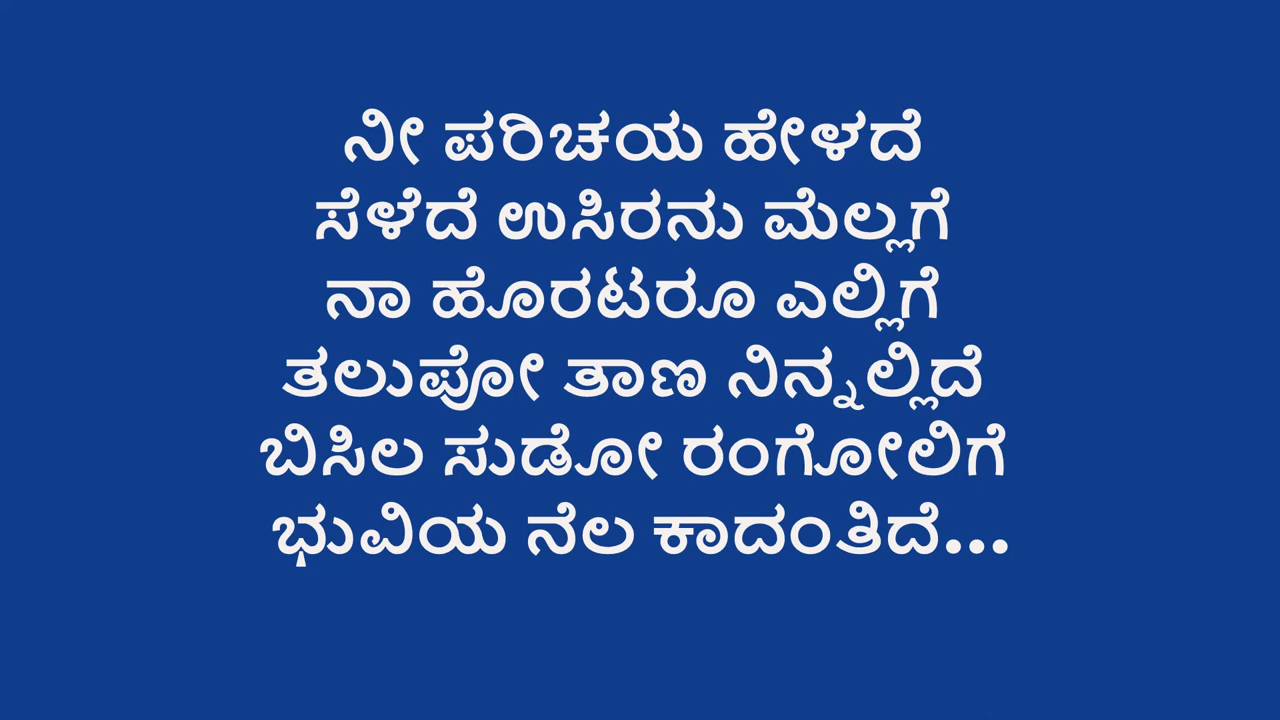 ನೀ ಪರಿಚಯ ಹೇಳದೆ
ಸೆಳೆದೆ ಉಸಿರನು ಮೆಲ್ಲಗೆ
ನಾ ಹೊರಟರೂ ಎಲ್ಲಿಗೆ
ತಲುಪೋ ತಾಣ ನಿನ್ನಲ್ಲಿದೆ
ಬಿಸಿಲ ಸುಡೋ ರಂಗೋಲಿಗೆ
ಭುವಿಯ ನೆಲ ಕಾದಂತಿದೆ...